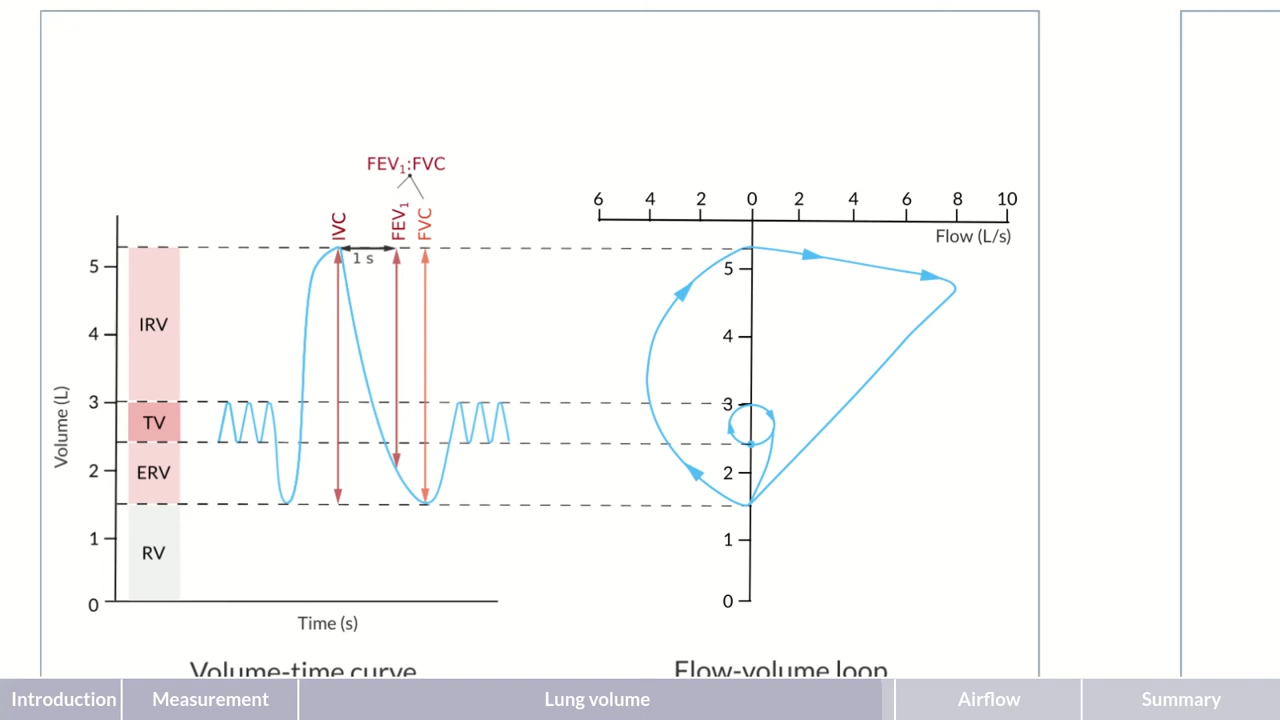 FEV1:FVC
IVC
FEV1
FVC
1 s
5
4
3
2
1
0
IRV
TV
ERV
RV
Volume (L)
Time (s)
Volume-time curve
6 4 2 0 2 4 6 8 10
Flow (L/s)
5
4
3
2
1
0
Flow-volume loop
Introduction Measurement Lung volume Airflow Summary